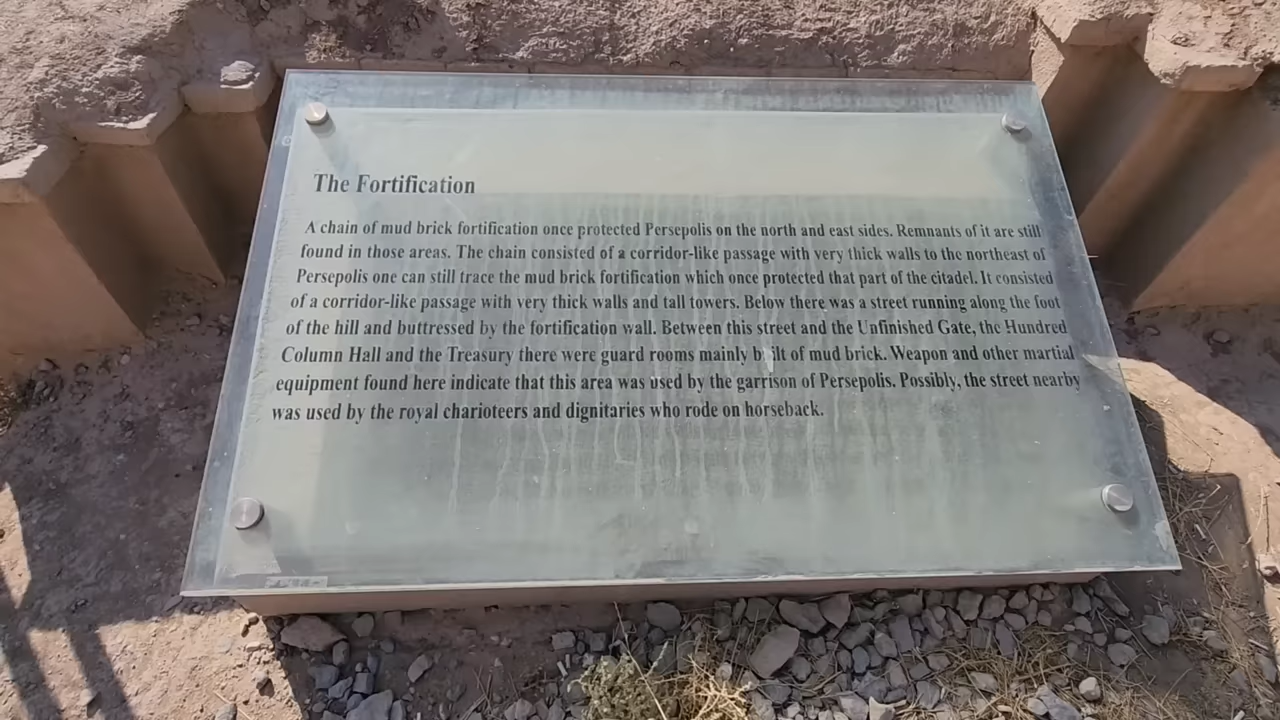 The Fortification
A chain of mud brick fortification once protected Persepolis on the north and east sides. Remnants of it are still
found in those areas. The chain consisted of a corridor-like passage with very thick walls to the northeast of
Persepolis one can still trace the mud brick fortification which once protected that part of the citadel. It consisted
of a corridor-like passage with very thick walls and tall towers. Below there was a street running along the foot
of the hill and buttressed by the fortification wall. Between this street and the Unfinished Gate, the Hundred
Column Hall and the Treasury there were guard rooms mainly built of mud brick. Weapon and other martial
equipment found here indicate that this area was used by the garrison of Persepolis. Possibly, the street nearby
was used by the royal charioteers and dignitaries who rode on horseback.